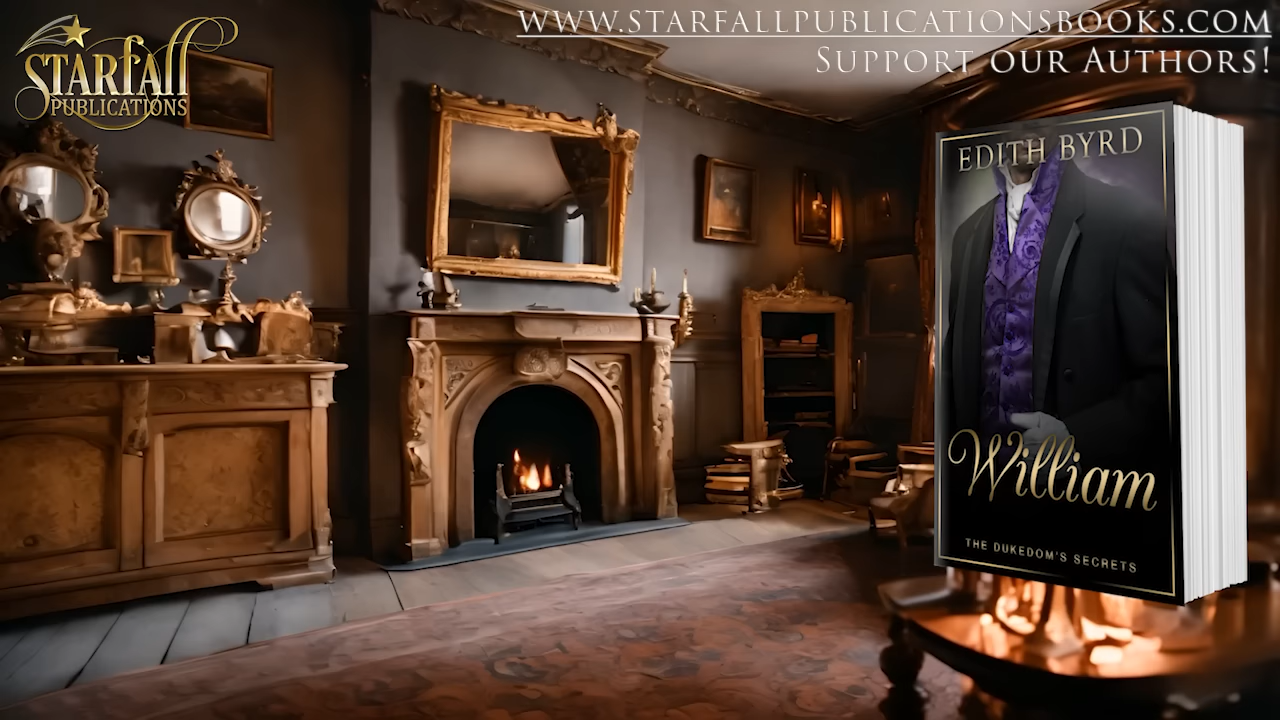 STARfall
PUBLICATIONS
WWW.STARFALLPUBLICATIONSBOOKS.COM
SUPPORT OUR AUTHORS!
EDITH BYRD
William
THE DUKEDOM'S SECRETS